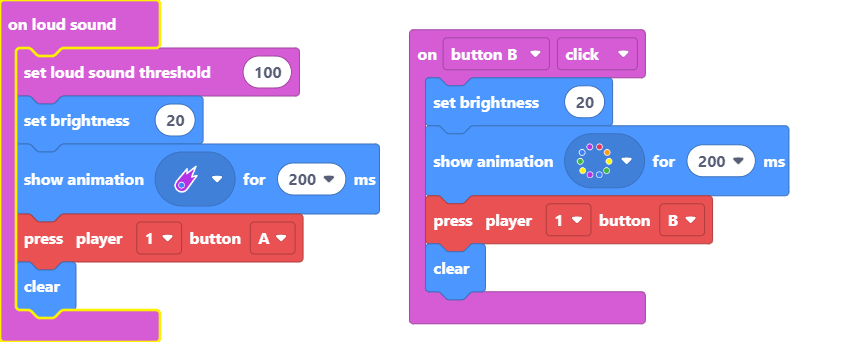 on loud sound
set loud sound threshold 100
set brightness 20
show animation for 200 ms
press player 1 button A
clear
on button B click
set brightness 20
show animation for 200 ms
press player 1 button B
clear